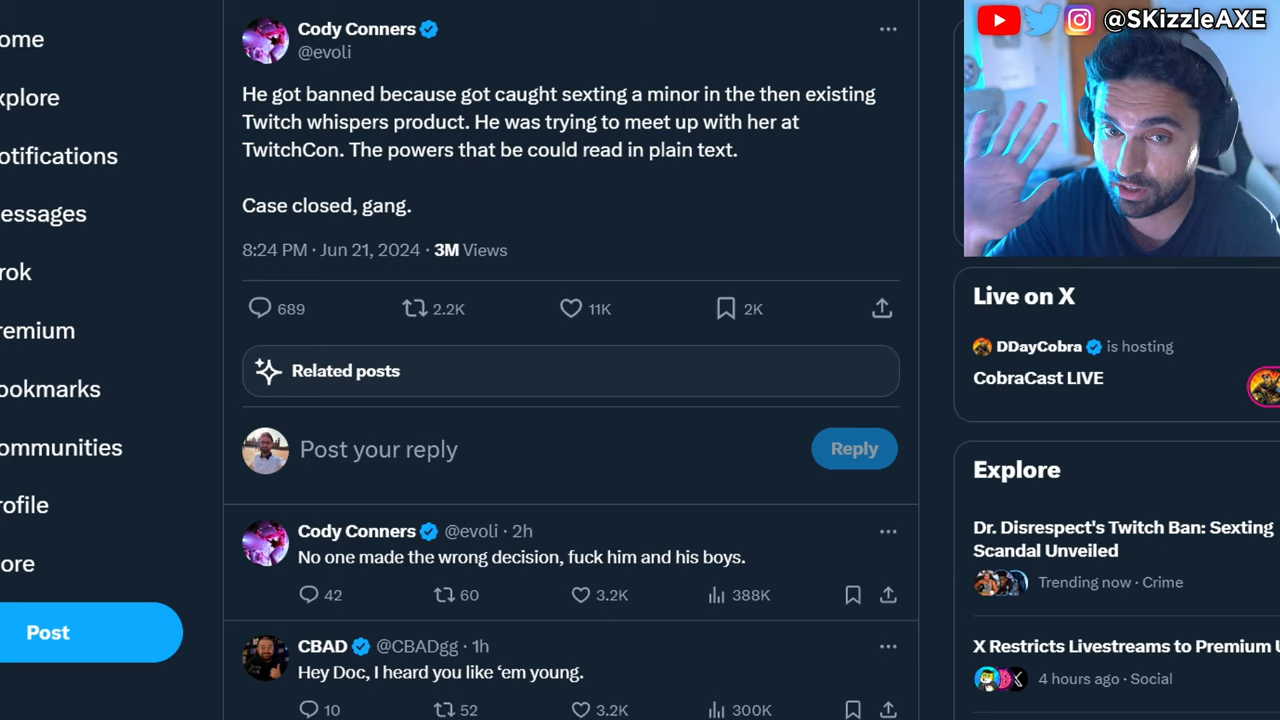 ome
xplore
otifications
essages
rok
remium
ookmarks
ommunities
rofile
ore
Post
Cody Conners
@evoli
He got banned because got caught sexting a minor in the then existing
Twitch whispers product. He was trying to meet up with her at
TwitchCon. The powers that be could read in plain text.
Case closed, gang.
8:24 PM · Jun 21, 2024 · 3M Views
689 2.2K 11K 2K
Related posts
Post your reply
Reply
Cody Conners @evoli · 2h
No one made the wrong decision, fuck him and his boys.
42 60 3.2K 388K
CBAD @CBADgg · 1h
Hey Doc, I heard you like ‘em young.
10 52 3.2K 300K
@SKizzleAXE
Live on X
DDayCobra is hosting
CobraCast LIVE
Explore
Dr. Disrespect's Twitch Ban: Sexting
Scandal Unveiled
Trending now · Crime
X Restricts Livestreams to Premium U
4 hours ago · Social